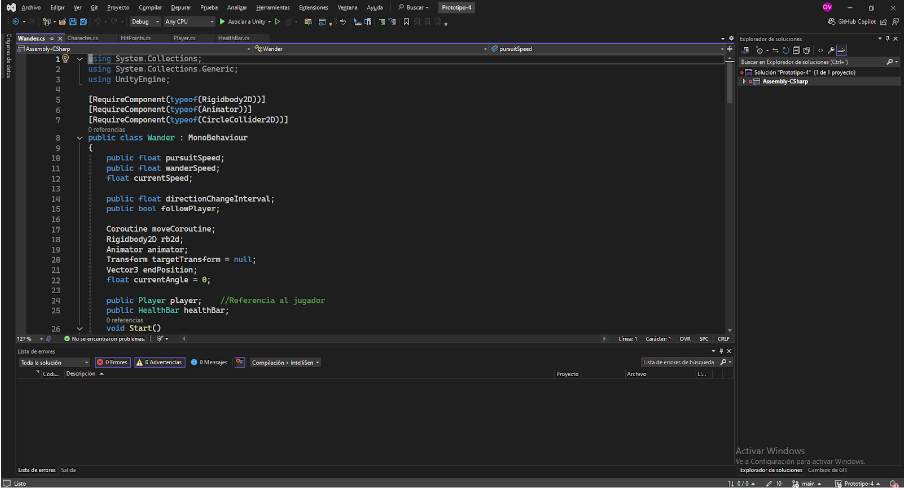 Archivo Editar Ver Git Proyecto Compilar Depurar Prueba Analizar Herramientas Extensiones Ventana Ayuda Buscar Prototipo-4 OV
Debug Any CPU Asociar a Unity GitHub Copilot
Orígenes de datos
Wander.cs Character.cs HitPoints.cs Player.cs HealthBar.cs
Assembly-CSharp Wander pursuitSpeed
1 using System.Collections;
2 using System.Collections.Generic;
3 using UnityEngine;
4
5 [RequireComponent(typeof(Rigidbody2D))]
6 [RequireComponent(typeof(Animator))]
7 [RequireComponent(typeof(CircleCollider2D))]
0 referencias
8 public class Wander : MonoBehaviour
9 {
10 public float pursuitSpeed;
11 public float wanderSpeed;
12 float currentSpeed;
13
14 public float directionChangeInterval;
15 public bool followPlayer;
16
17 Coroutine moveCoroutine;
18 Rigidbody2D rb2d;
19 Animator animator;
20 Transform targetTransform = null;
21 Vector3 endPosition;
22 float currentAngle = 0;
23
24 public Player player; //Referencia al jugador
25 public HealthBar healthBar;
0 referencias
26 void Start()
127 % No se encontraron problemas. Línea: 1 Carácter: 1 OVR SPC CRLF
Lista de errores
Toda la solución 0 Errores 0 Advertencias 0 Mensajes Compilación + IntelliSen Lista de errores de búsqueda
Códi... Descripción Proyecto Archivo Lí...
Lista de errores Salida
Explorador de soluciones
Buscar en Explorador de soluciones (Ctrl+')
Solución "Prototipo-4" (1 de 1 proyecto)
Assembly-CSharp
Activar Windows
Ve a Configuración para activar Windows.
Explorador de soluciones Cambios de GIT
Listo 0 / 0 10 main Prototipo-4